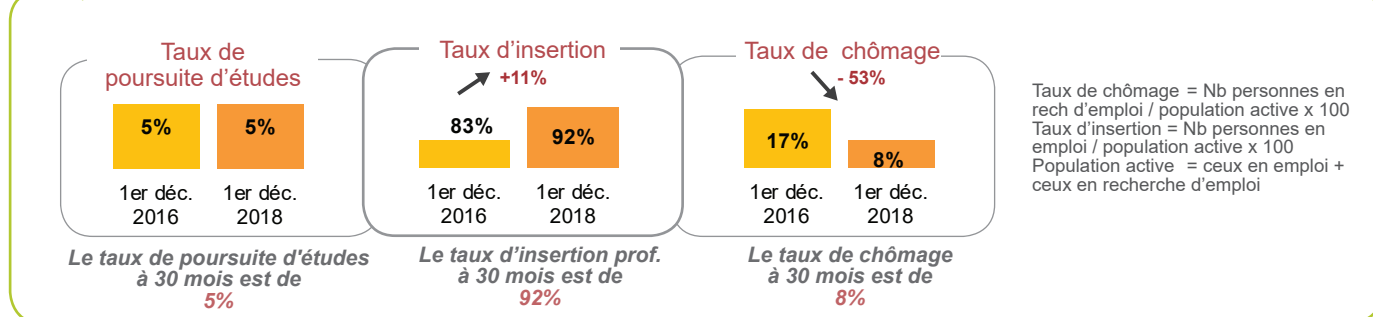 Taux de
poursuite d'études
5%
5%
1er déc.
2016
1er déc.
2018
Le taux de poursuite d'études
à 30 mois est de
5%
Taux d'insertion
+11%
83%
92%
1er déc.
2016
1er déc.
2018
Le taux d'insertion prof.
à 30 mois est de
92%
Taux de chômage
- 53%
17%
8%
1er déc.
2016
1er déc.
2018
Le taux de chômage
à 30 mois est de
8%
Taux de chômage = Nb personnes en
rech d'emploi / population active x 100
Taux d'insertion = Nb personnes en
emploi / population active x 100
Population active = ceux en emploi +
ceux en recherche d'emploi